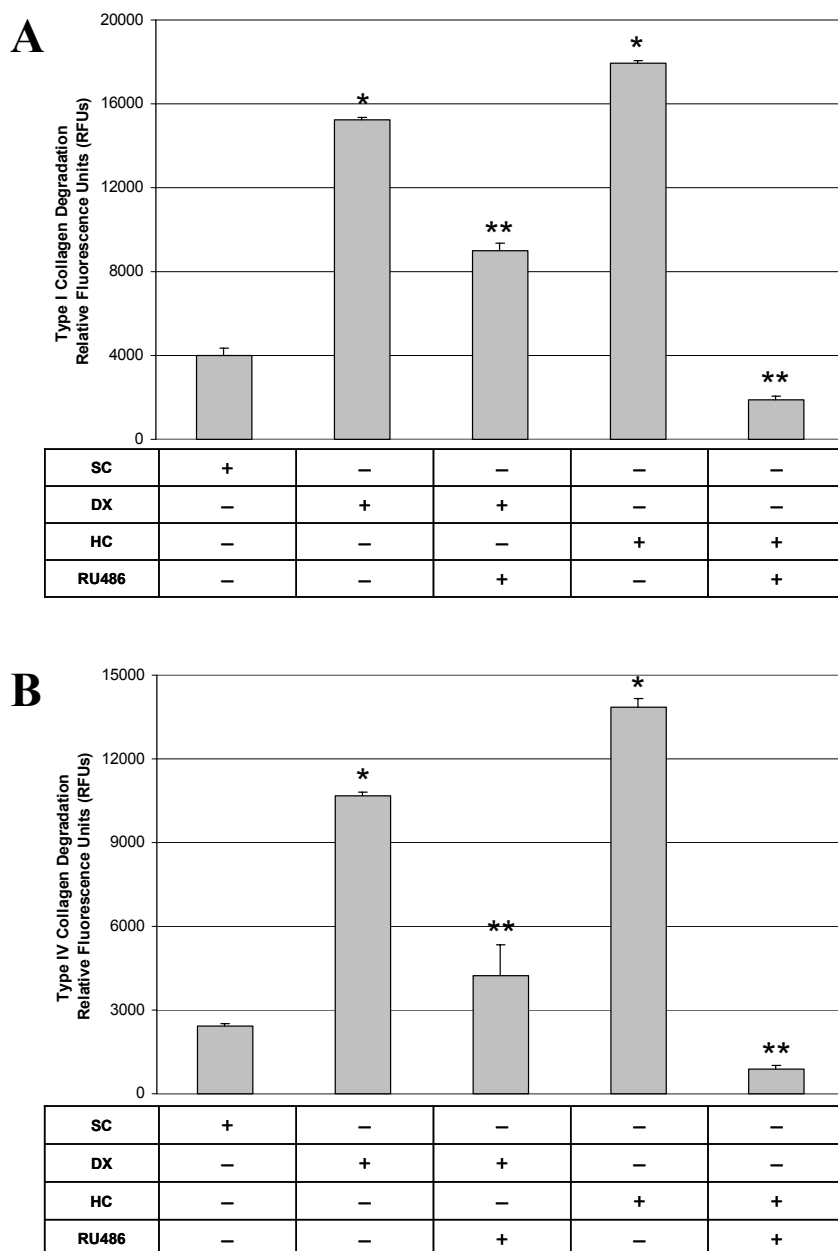 A
Type I Collagen Degradation
Relative Fluorescence Units (RFUs)
20000
16000
12000
8000
4000
0
*
*
**
**
SC + – – – –
DX – + + – –
HC – – – + +
RU486 – – + – +
B
Type IV Collagen Degradation
Relative Fluorescence Units (RFUs)
15000
12000
9000
6000
3000
0
*
*
**
**
SC + – – – –
DX – + + – –
HC – – – + +
RU486 – – + – +